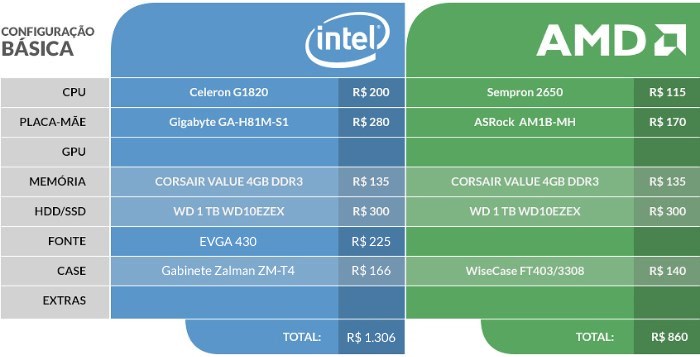 CONFIGURAÇÃO
BÁSICA
intel
AMD
CPU Celeron G1820 R$ 200 Sempron 2650 R$ 115
PLACA-MÃE Gigabyte GA-H81M-S1 R$ 280 ASRock AM1B-MH R$ 170
GPU
MEMÓRIA CORSAIR VALUE 4GB DDR3 R$ 135 CORSAIR VALUE 4GB DDR3 R$ 135
HDD/SSD WD 1 TB WD10EZEX R$ 300 WD 1 TB WD10EZEX R$ 300
FONTE EVGA 430 R$ 225
CASE Gabinete Zalman ZM-T4 R$ 166 WiseCase FT403/3308 R$ 140
EXTRAS
TOTAL: R$ 1.306 TOTAL: R$ 860